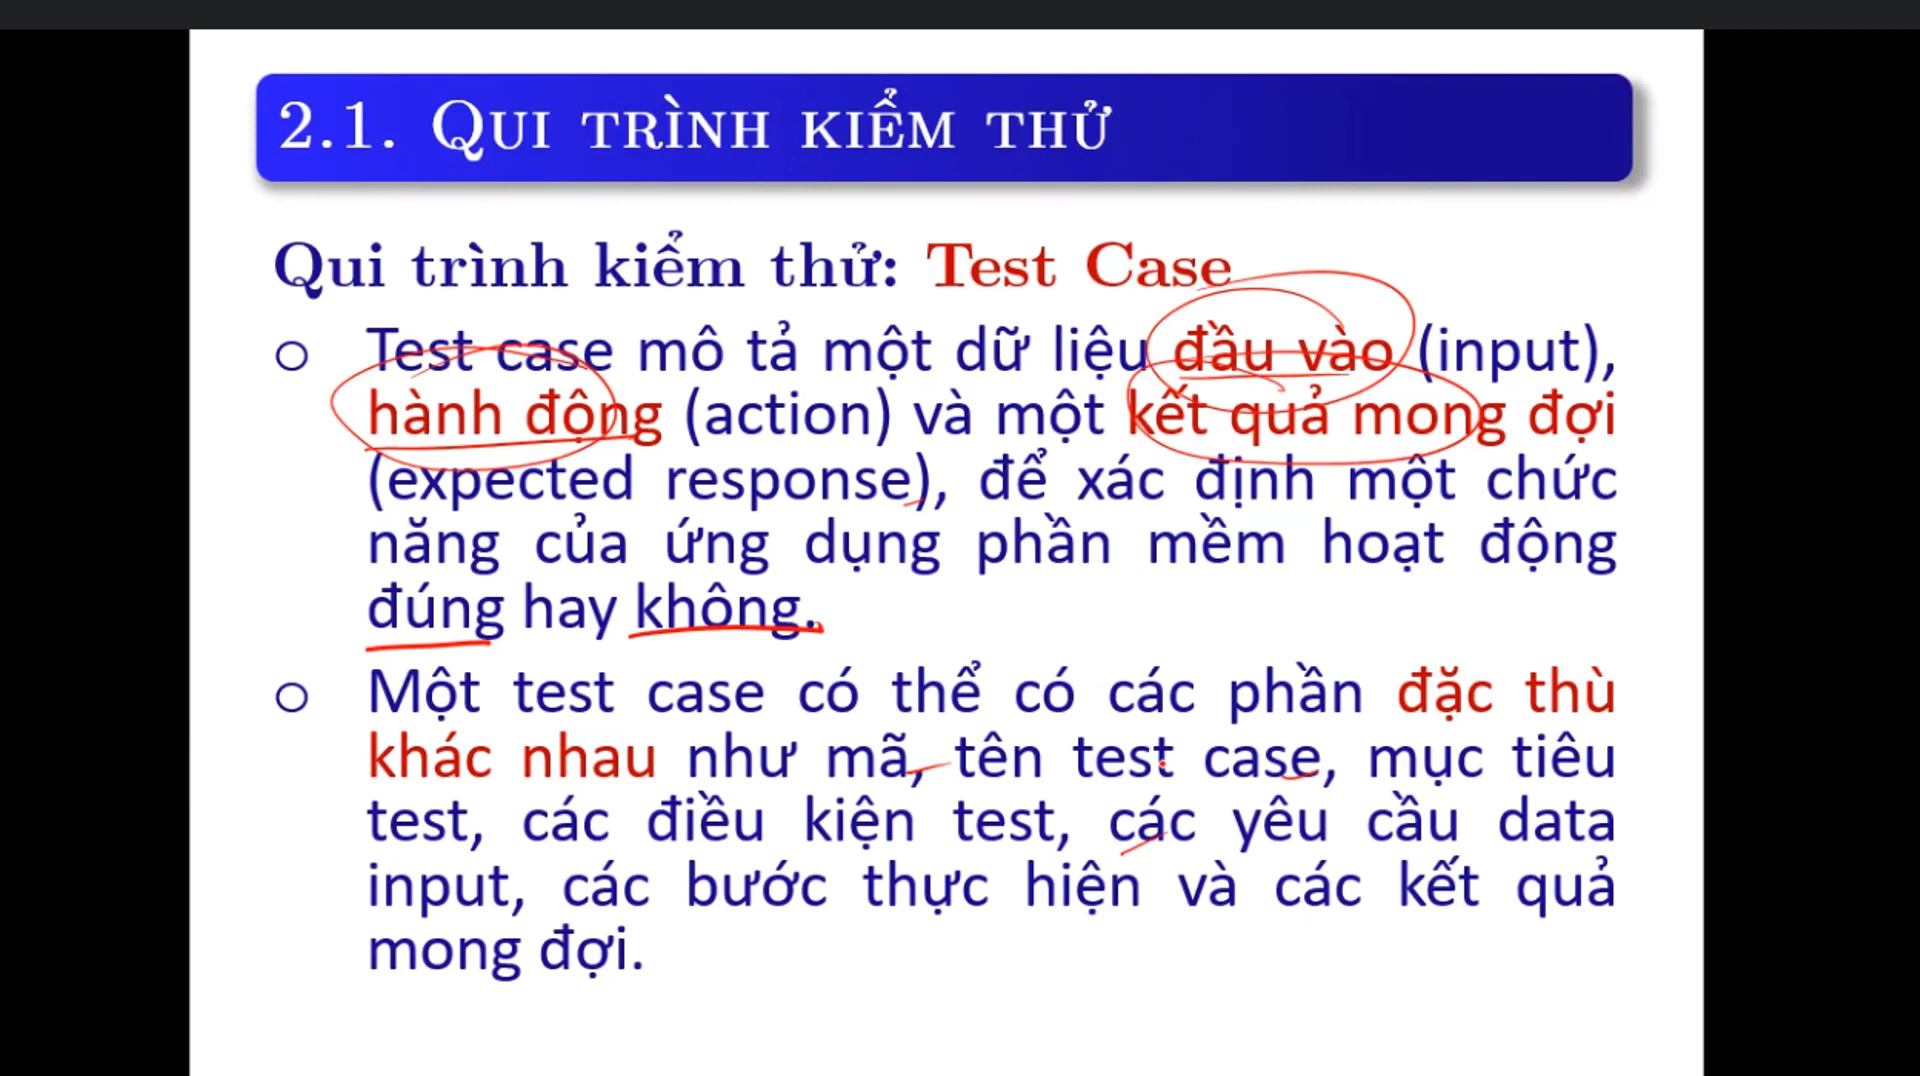 2.1. QUI TRÌNH KIỂM THỬ
Qui trình kiểm thử: Test Case
o Test case mô tả một dữ liệu đầu vào (input),
hành động (action) và một kết quả mong đợi
(expected response), để xác định một chức
năng của ứng dụng phần mềm hoạt động
đúng hay không.
o Một test case có thể có các phần đặc thù
khác nhau như mã, tên test case, mục tiêu
test, các điều kiện test, các yêu cầu data
input, các bước thực hiện và các kết quả
mong đợi.